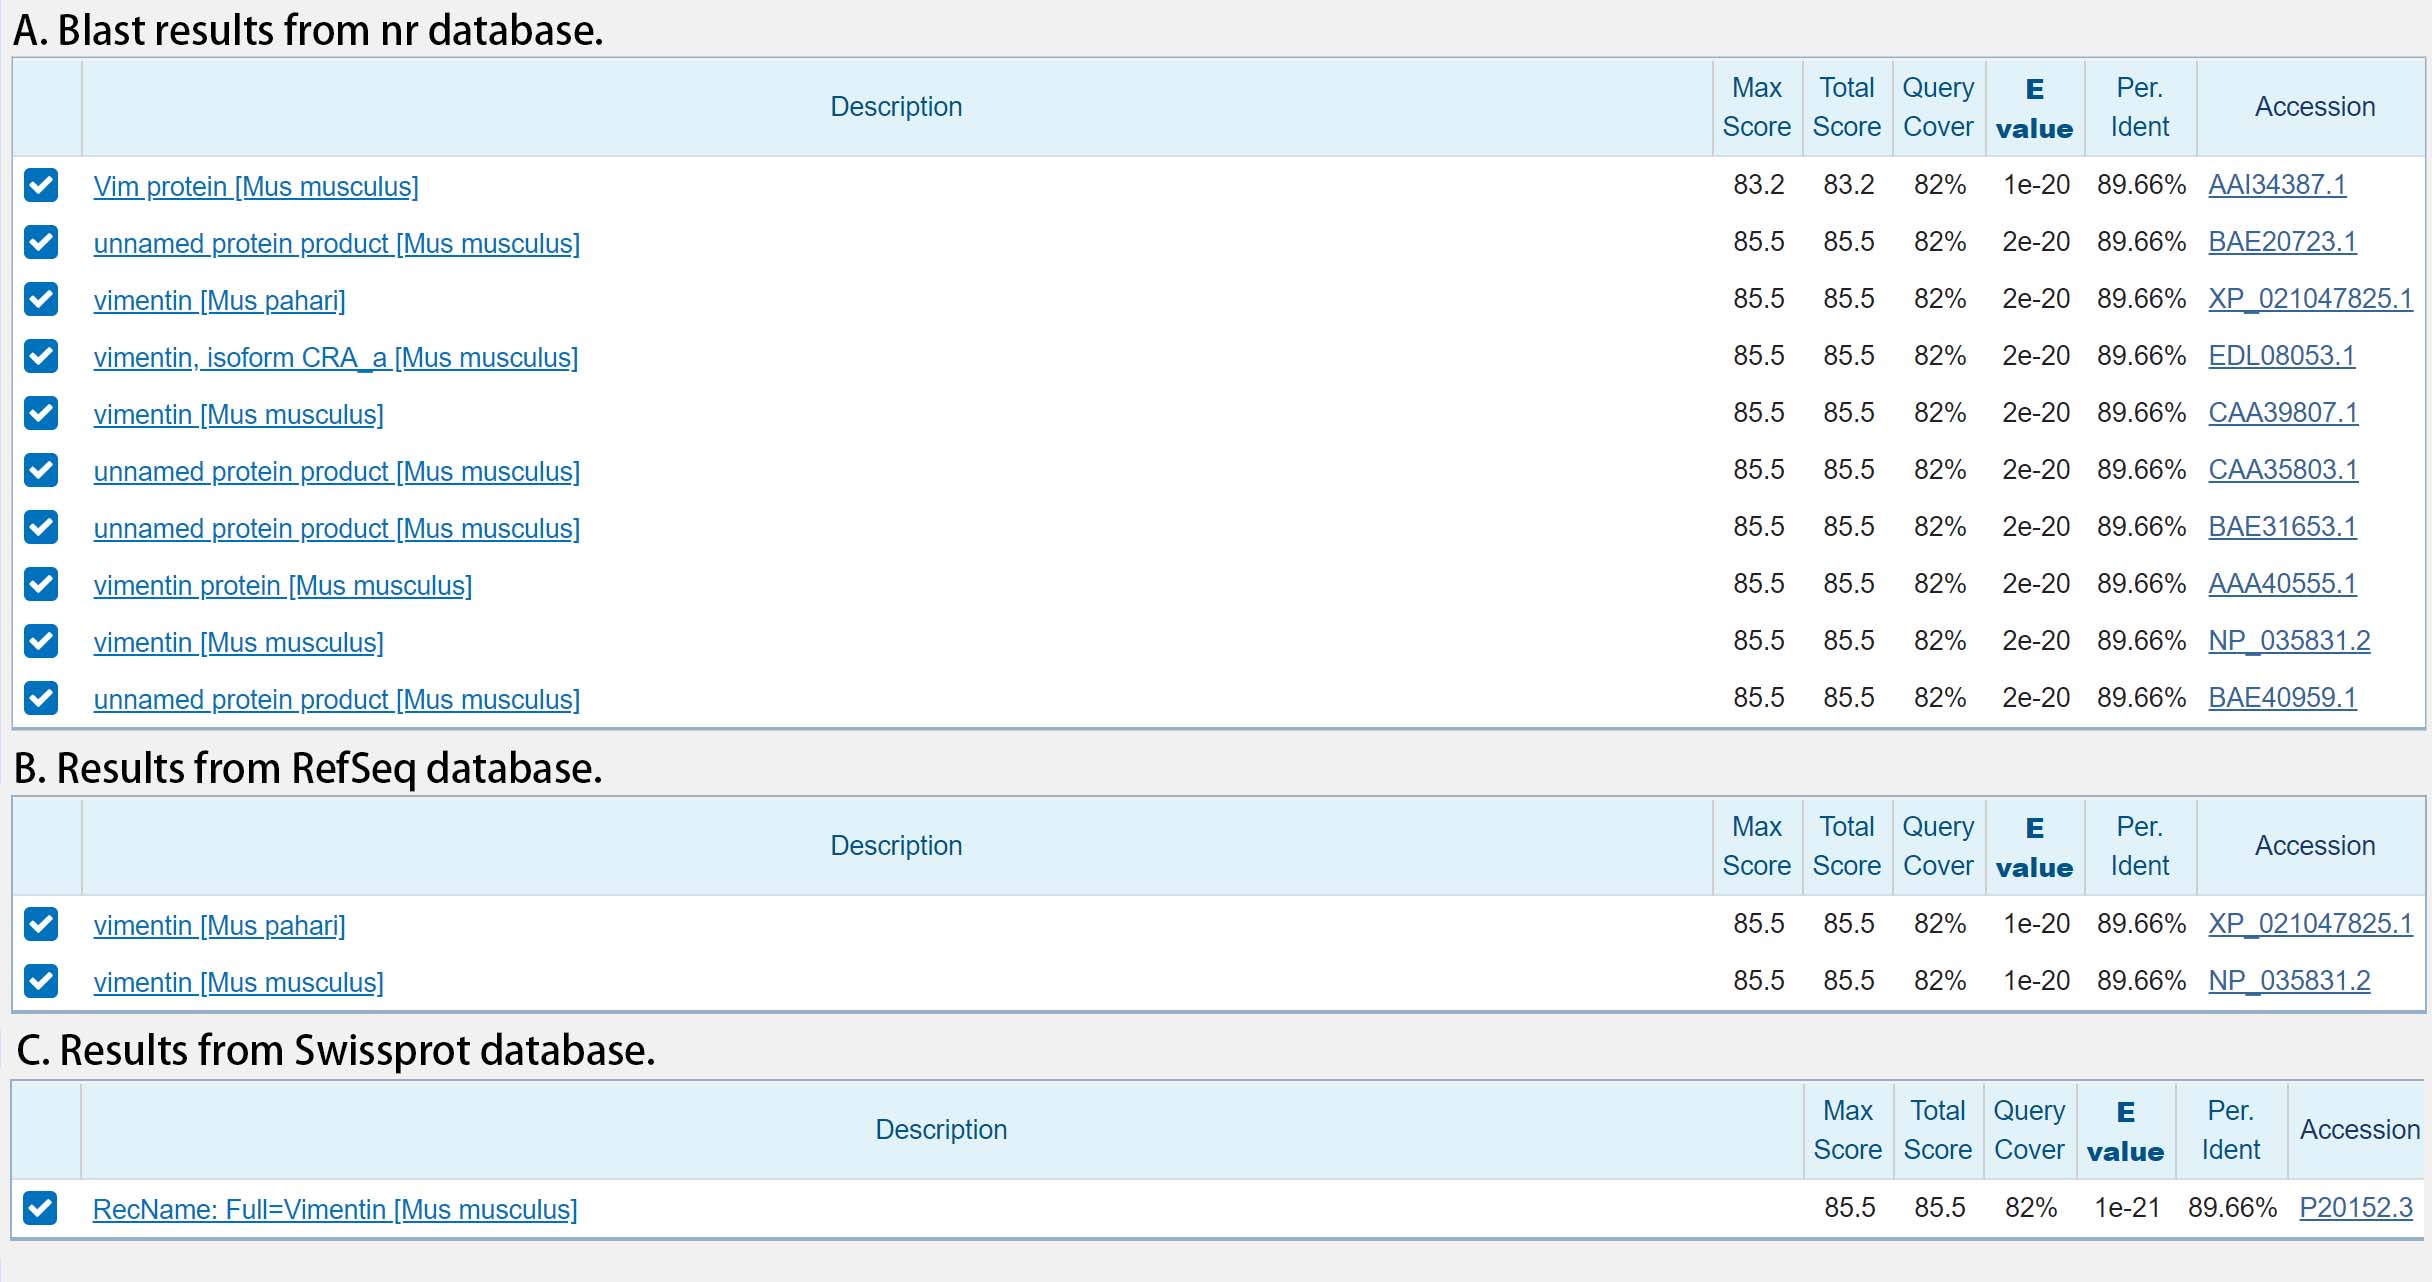 A. Blast results from nr database.
Description Max Score Total Score Query Cover E value Per. Ident Accession
Vim protein [Mus musculus] 83.2 83.2 82% 1e-20 89.66% AAI34387.1
unnamed protein product [Mus musculus] 85.5 85.5 82% 2e-20 89.66% BAE20723.1
vimentin [Mus pahari] 85.5 85.5 82% 2e-20 89.66% XP_021047825.1
vimentin, isoform CRA_a [Mus musculus] 85.5 85.5 82% 2e-20 89.66% EDL08053.1
vimentin [Mus musculus] 85.5 85.5 82% 2e-20 89.66% CAA39807.1
unnamed protein product [Mus musculus] 85.5 85.5 82% 2e-20 89.66% CAA35803.1
unnamed protein product [Mus musculus] 85.5 85.5 82% 2e-20 89.66% BAE31653.1
vimentin protein [Mus musculus] 85.5 85.5 82% 2e-20 89.66% AAA40555.1
vimentin [Mus musculus] 85.5 85.5 82% 2e-20 89.66% NP_035831.2
unnamed protein product [Mus musculus] 85.5 85.5 82% 2e-20 89.66% BAE40959.1
B. Results from RefSeq database.
Description Max Score Total Score Query Cover E value Per. Ident Accession
vimentin [Mus pahari] 85.5 85.5 82% 1e-20 89.66% XP_021047825.1
vimentin [Mus musculus] 85.5 85.5 82% 1e-20 89.66% NP_035831.2
C. Results from Swissprot database.
Description Max Score Total Score Query Cover E value Per. Ident Accession
RecName: Full=Vimentin [Mus musculus] 85.5 85.5 82% 1e-21 89.66% P20152.3